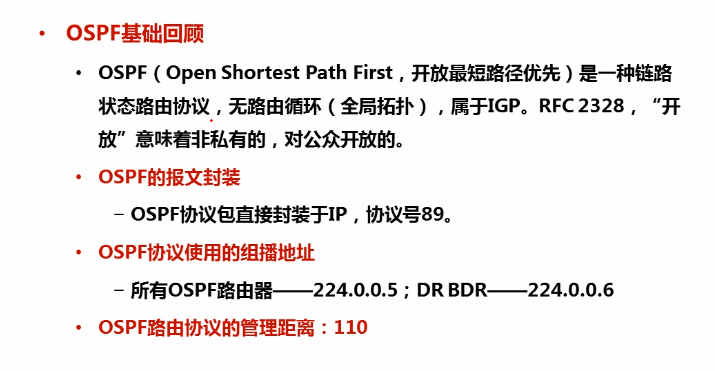 • OSPF基础回顾
• OSPF（Open Shortest Path First，开放最短路径优先）是一种链路
状态路由协议，无路由循环（全局拓扑），属于IGP。RFC 2328，“开
放”意味着非私有的，对公众开放的。
• OSPF的报文封装
– OSPF协议包直接封装于IP，协议号89。
• OSPF协议使用的组播地址
– 所有OSPF路由器——224.0.0.5；DR BDR——224.0.0.6
• OSPF路由协议的管理距离：110